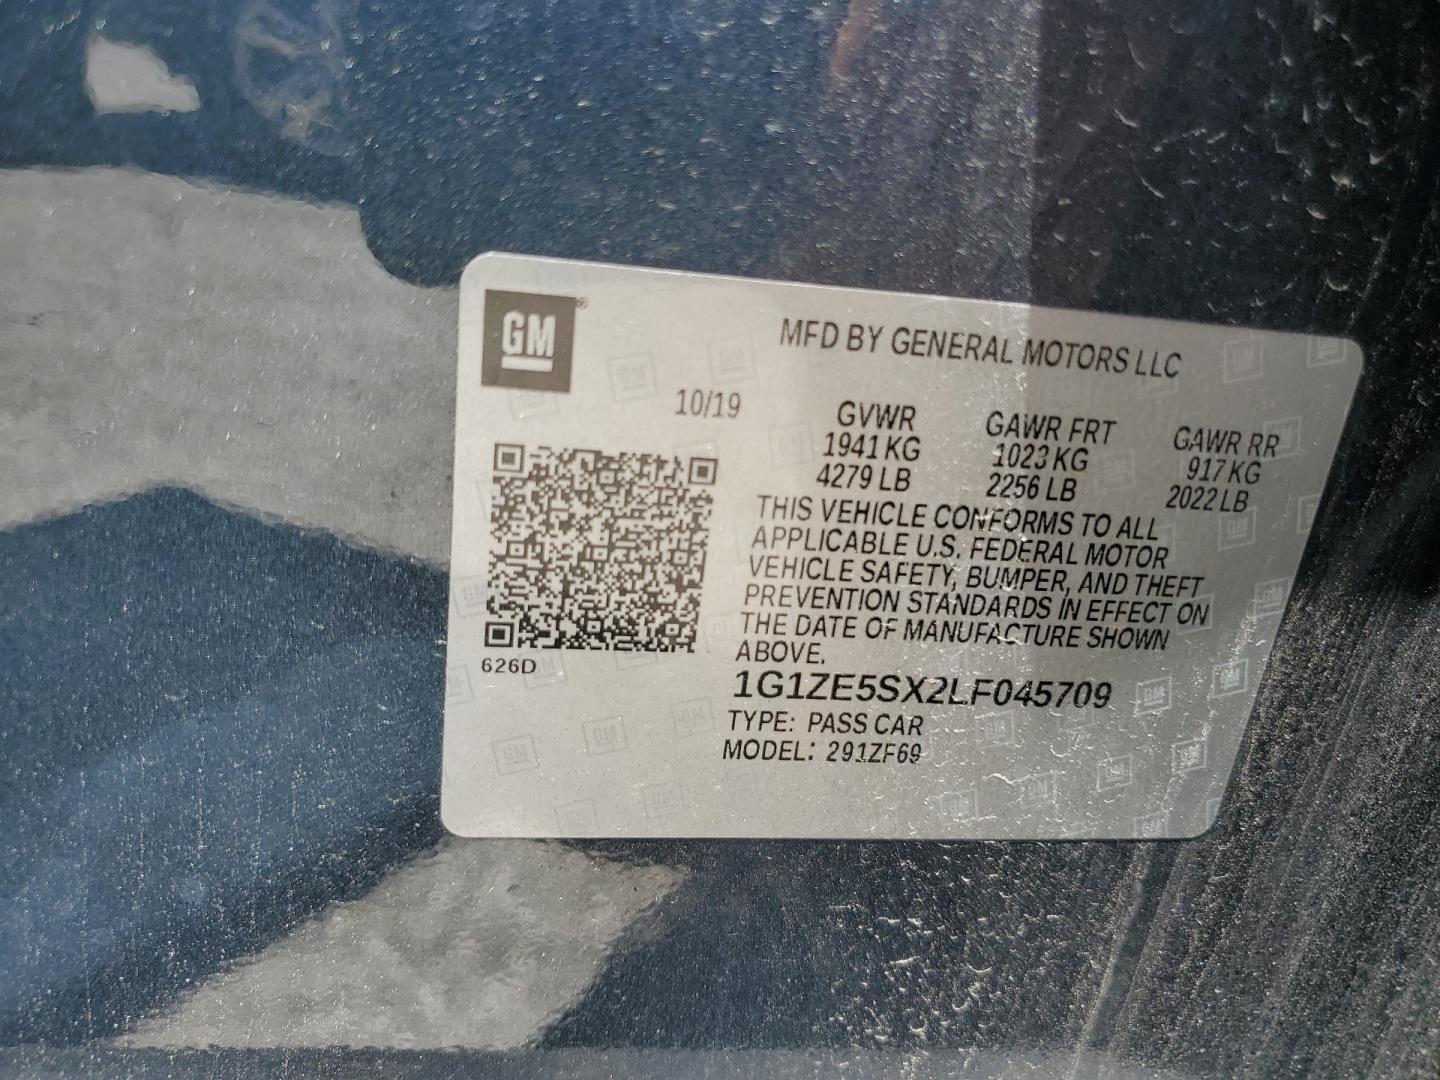 GM
MFD BY GENERAL MOTORS LLC
10/19
GVWR GAWR FRT GAWR RR
1941 KG 1023 KG 917 KG
4279 LB 2256 LB 2022 LB
THIS VEHICLE CONFORMS TO ALL
APPLICABLE U.S. FEDERAL MOTOR
VEHICLE SAFETY, BUMPER, AND THEFT
PREVENTION STANDARDS IN EFFECT ON
THE DATE OF MANUFACTURE SHOWN
ABOVE.
626D
1G1ZE5SX2LF045709
TYPE: PASS CAR
MODEL: 291ZF69